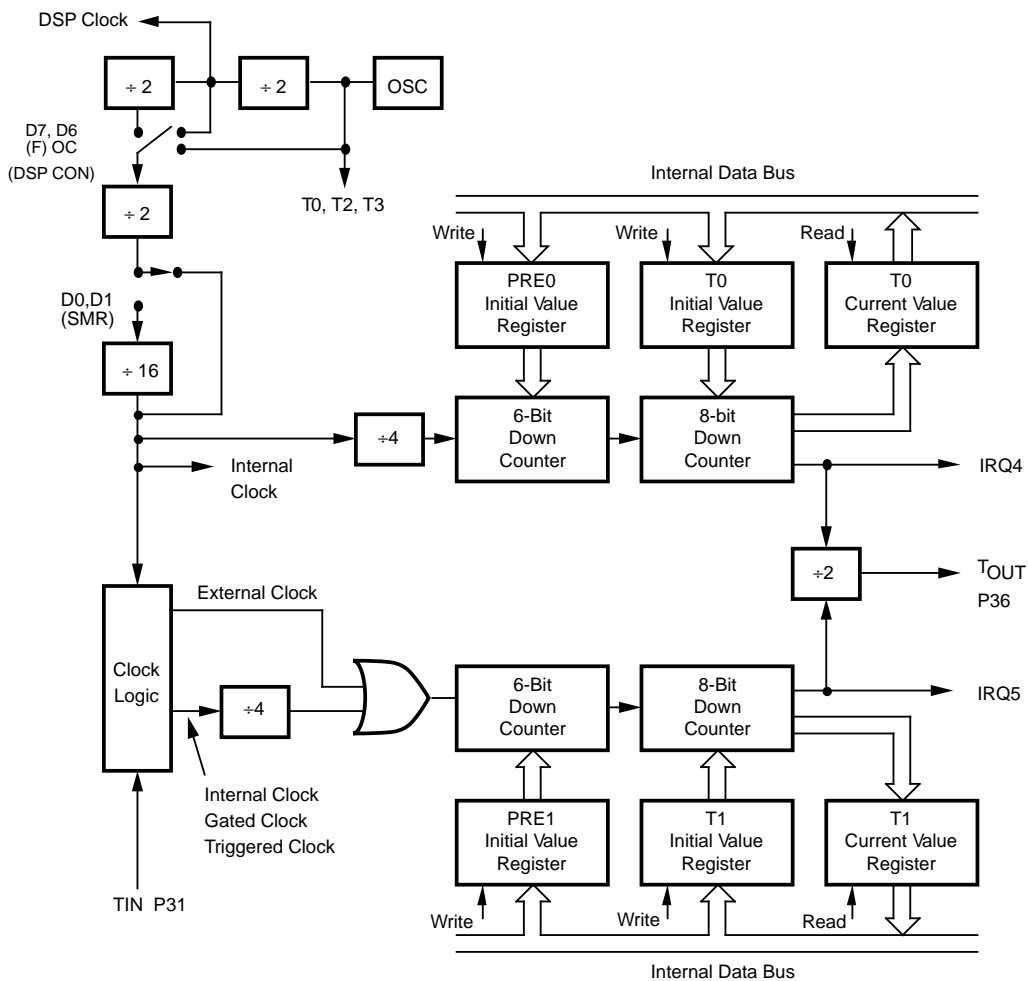 DSP Clock
÷ 2
÷ 2
OSC
D7, D6
(F) OC
(DSP CON)
÷ 2
T0, T2, T3
D0,D1
(SMR)
÷ 16
Internal
Clock
÷4
Internal Data Bus
Write
Write
Read
PRE0
Initial Value
Register
T0
Initial Value
Register
T0
Current Value
Register
6-Bit
Down
Counter
8-bit
Down
Counter
IRQ4
÷2
TOUT
P36
External Clock
Clock
Logic
÷4
6-Bit
Down
Counter
8-Bit
Down
Counter
IRQ5
Internal Clock
Gated Clock
Triggered Clock
TIN P31
PRE1
Initial Value
Register
T1
Initial Value
Register
T1
Current Value
Register
Write
Write
Read
Internal Data Bus